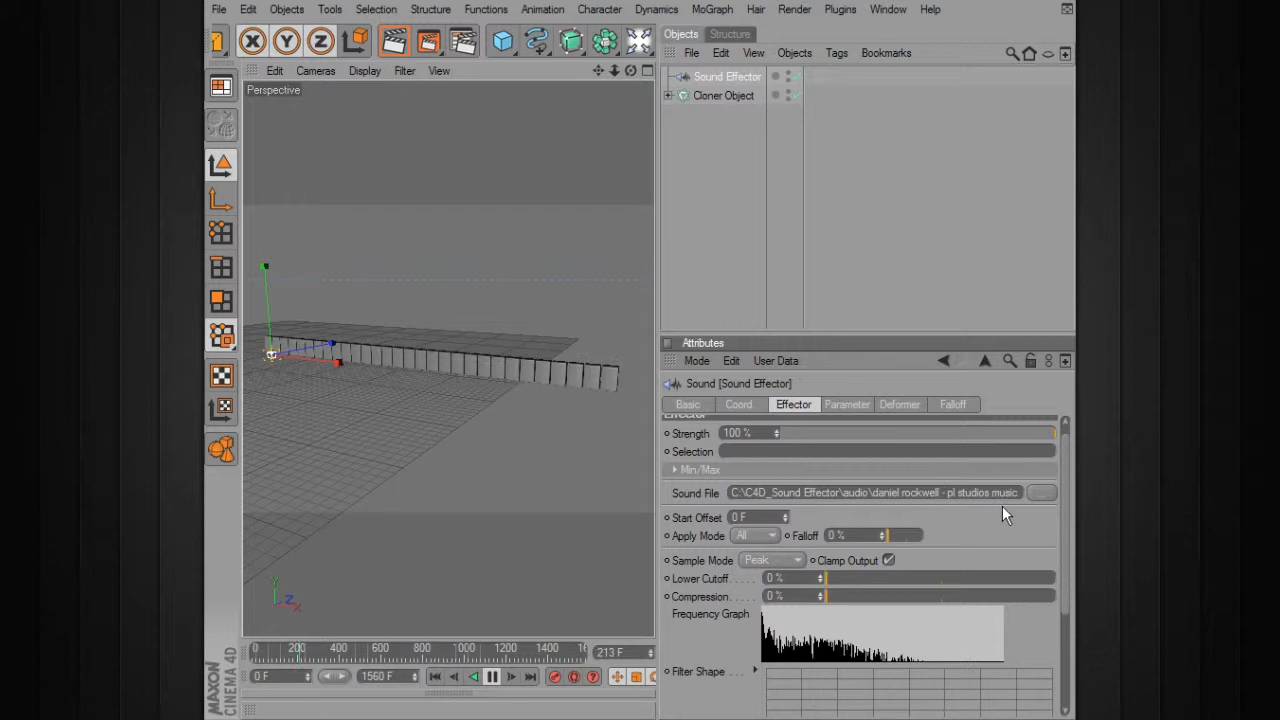 File Edit Objects Tools Selection Structure Functions Animation Character Dynamics MoGraph Hair Render Plugins Window Help
X Y Z
Objects Structure
File Edit View Objects Tags Bookmarks
Edit Cameras Display Filter View
Perspective
Sound Effector
Cloner Object
Attributes
Mode Edit User Data
Sound [Sound Effector]
Basic Coord. Effector Parameter Deformer Falloff
Effector
Strength 100 %
Selection
Min/Max
Sound File C:\C4D_Sound Effector\audio\daniel rockwell - pl studios music.
Start Offset 0 F
Apply Mode All Falloff 0 %
Sample Mode Peak Clamp Output
Lower Cutoff 0 %
Compression 0 %
Frequency Graph
Filter Shape
Y
Z
X
0 200 400 600 800 1000 1200 1400 16
213 F
0 F 1560 F
MAXON
CINEMA 4D